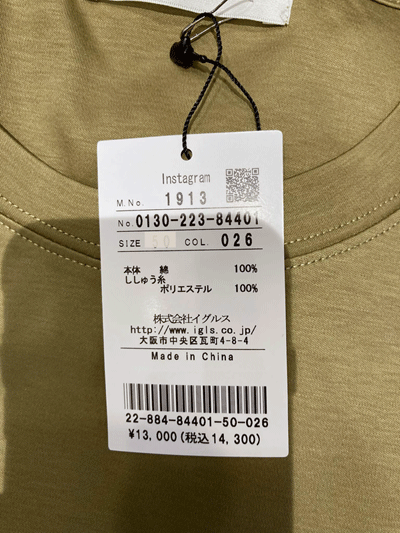 Instagram
M.No. 1913
No. 0130-223-84401
SIZE 50 COL. 026
本体 綿 100%
ししゅう糸
ポリエステル 100%
株式会社イグルス
http://www.igls.co.jp/
大阪市中央区瓦町4-8-4
Made in China
22-884-84401-50-026
¥13,000(税込14,300)